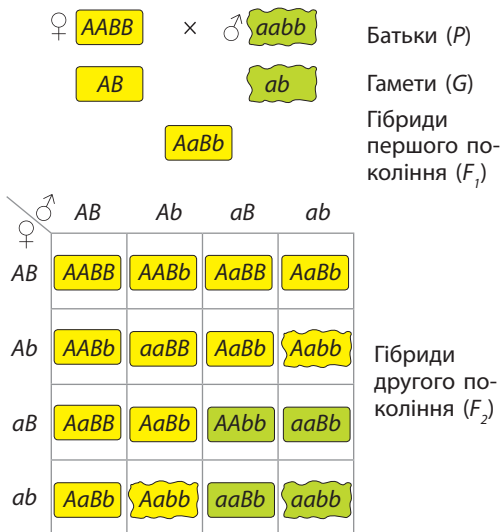 ♀ AABB × ♂ aabb Батьки (P)
AB ab Гамети (G)
AaBb Гібриди
першого по-
коління (F₁)
♂ AB Ab aB ab
♀
AB AABB AABb AaBB AaBb
Ab AABb aaBB AaBb Aabb
Гібриди
другого по-
коління (F₂)
aB AaBB AaBb AAbb aaBb
ab AaBb Aabb aaBb aabb